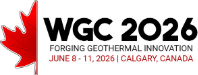 WGC 2026
FORGING GEOTHERMAL INNOVATION
JUNE 8 - 11, 2026 | CALGARY, CANADA